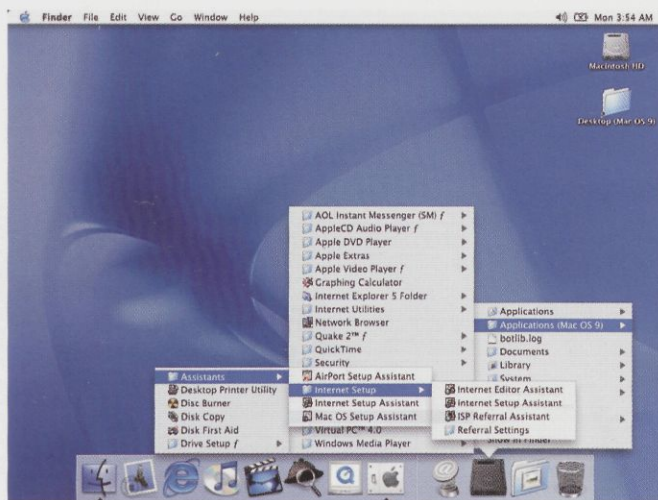 Finder File Edit View Go Window Help
Mon 3:54 AM
Macintosh HD
Desktop (Mac OS 9)
AOL Instant Messenger (SM) ƒ
AppleCD Audio Player ƒ
Apple DVD Player
Apple Extras
Apple Video Player ƒ
Graphing Calculator
Internet Explorer 5 Folder
Internet Utilities
Network Browser
Quake 2™ ƒ
QuickTime
Security
AirPort Setup Assistant
Internet Setup
Internet Setup Assistant
Mac OS Setup Assistant
Virtual PC™ 4.0
Windows Media Player
Applications
Applications (Mac OS 9)
botlib.log
Documents
Library
System
Show In Finder
Assistants
Desktop Printer Utility
Disc Burner
Disk Copy
Disk First Aid
Drive Setup ƒ
Internet Editor Assistant
Internet Setup Assistant
ISP Referral Assistant
Referral Settings